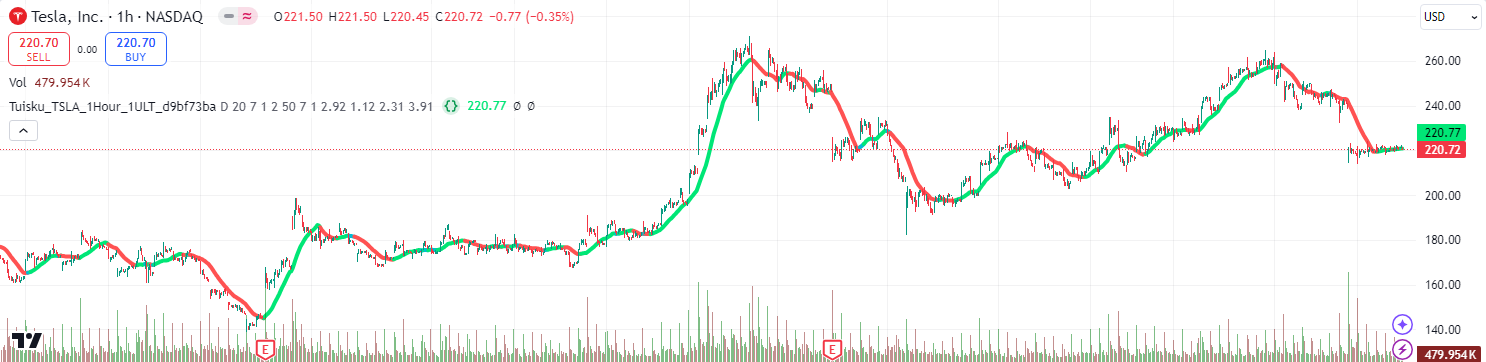 Tesla, Inc. · 1h · NASDAQ O221.50 H221.50 L220.45 C220.72 −0.77 (−0.35%)
USD
220.70 SELL
0.00
220.70 BUY
Vol 479.954 K
Tuisku_TSLA_1Hour_1ULT_d9bf73ba D 20 7 1 2 50 7 1 2.92 1.12 2.31 3.91 {} 220.77 Ø Ø
260.00
240.00
220.77
220.72
200.00
180.00
160.00
140.00
E
E
479.954 K